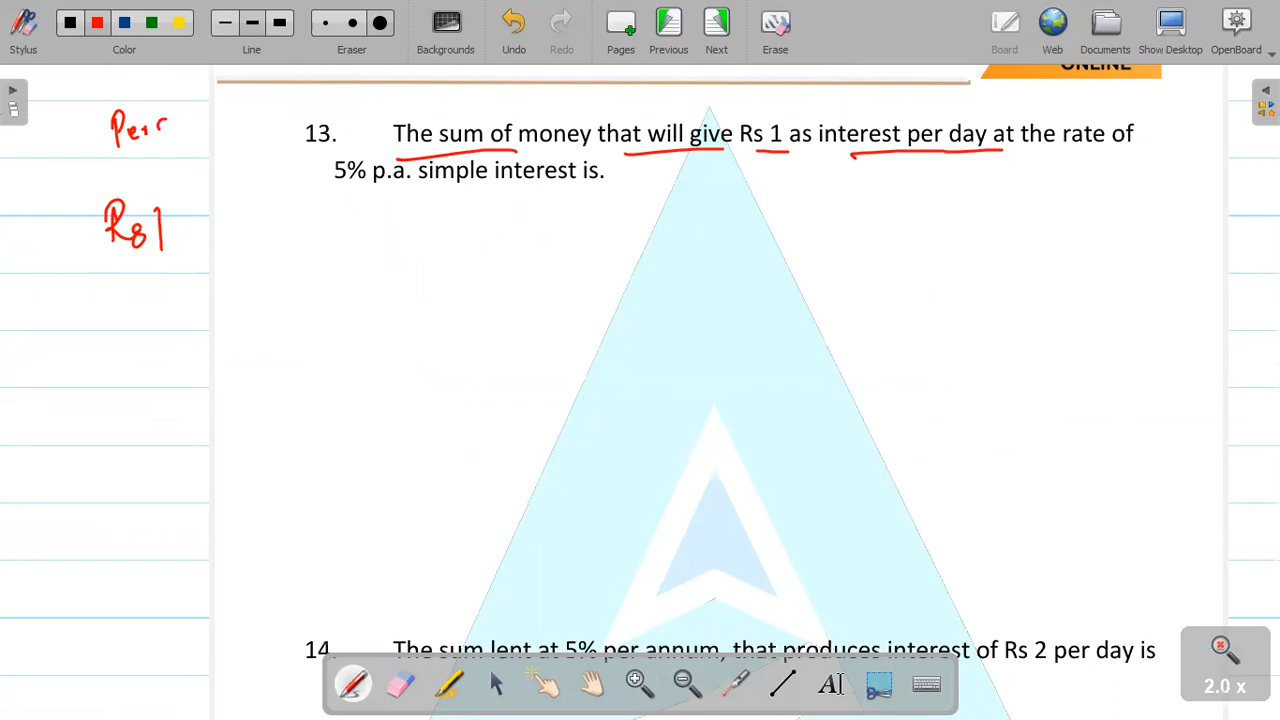 Stylus
Color
Line
Eraser
Backgrounds
Undo
Redo
Pages
Previous
Next
Erase
Board
Web
Documents
Show Desktop
OpenBoard
ONLINE
13. The sum of money that will give Rs 1 as interest per day at the rate of
5% p.a. simple interest is.
Rs 1
14. The sum lent at 5% per annum, that produces interest of Rs 2 per day is
2.0 x